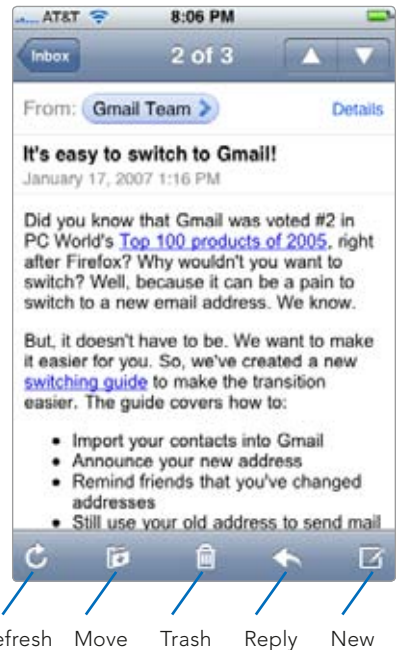 AT&T 8:06 PM
Inbox 2 of 3
From: Gmail Team Details
It's easy to switch to Gmail!
January 17, 2007 1:16 PM
Did you know that Gmail was voted #2 in
PC World's Top 100 products of 2005, right
after Firefox? Why wouldn't you want to
switch? Well, because it can be a pain to
switch to a new email address. We know.
But, it doesn't have to be. We want to make
it easier for you. So, we've created a new
switching guide to make the transition
easier. The guide covers how to:
• Import your contacts into Gmail
• Announce your new address
• Remind friends that you've changed
addresses
• Still use your old address to send mail
efresh Move Trash Reply New